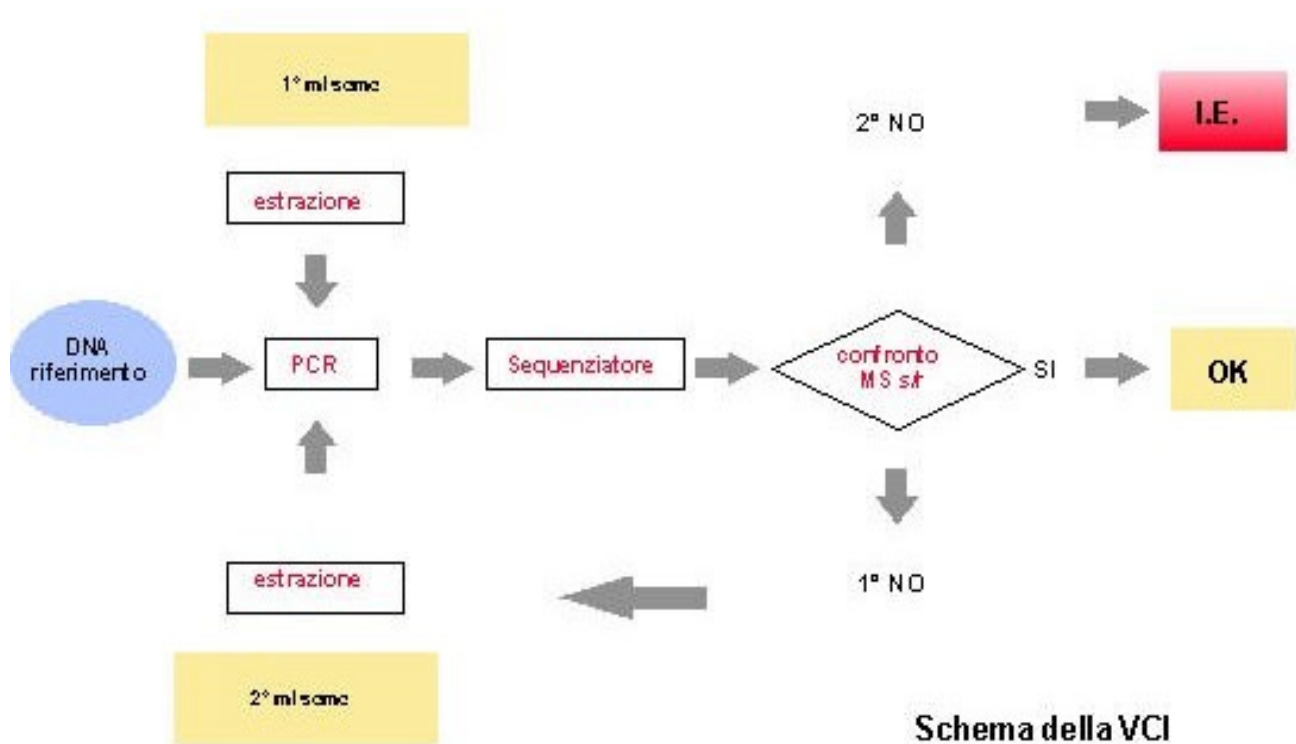 1° ml seme
estrazione
2° NO
I.E.
DNA
riferimento
PCR
Sequenziatore
confronto
MS s/r
SI
OK
estrazione
1° NO
2° ml seme
Schema della VCI